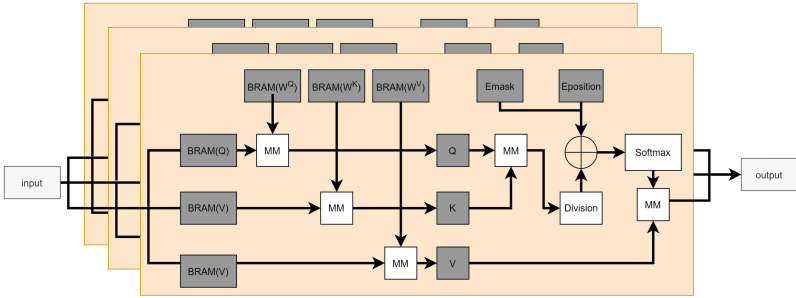 BRAM(W^Q) BRAM(W^K) BRAM(W^V) Emask Eposition
BRAM(Q) MM Q MM Softmax
input output
BRAM(V) MM K Division MM
BRAM(V) MM V